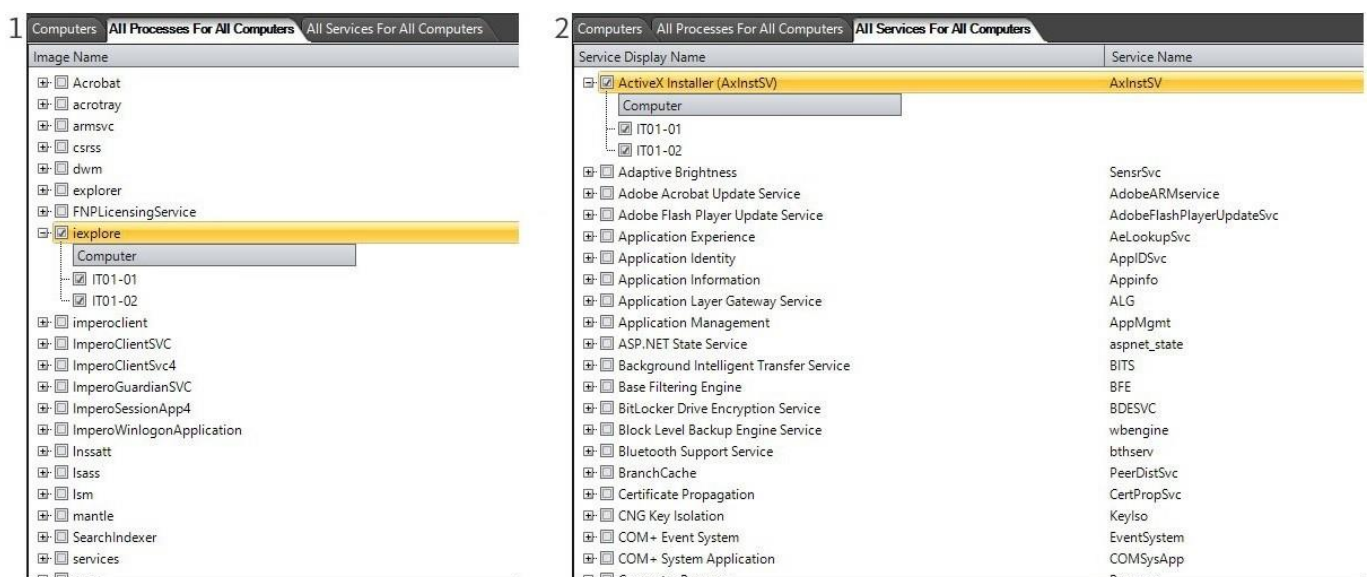 1
Computers All Processes For All Computers All Services For All Computers
Image Name
Acrobat
acrotray
armsvc
csrss
dwm
explorer
FNPLicensingService
iexplore
Computer
IT01-01
IT01-02
imperoclient
ImperoClientSVC
ImperoClientSvc4
ImperoGuardianSVC
ImperoSessionApp4
ImperoWinlogonApplication
lnssatt
lsass
lsm
mantle
SearchIndexer
services
2
Computers All Processes For All Computers All Services For All Computers
Service Display Name Service Name
ActiveX Installer (AxInstSV) AxInstSV
Computer
IT01-01
IT01-02
Adaptive Brightness SensrSvc
Adobe Acrobat Update Service AdobeARMservice
Adobe Flash Player Update Service AdobeFlashPlayerUpdateSvc
Application Experience AeLookupSvc
Application Identity AppIDSvc
Application Information Appinfo
Application Layer Gateway Service ALG
Application Management AppMgmt
ASP.NET State Service aspnet_state
Background Intelligent Transfer Service BITS
Base Filtering Engine BFE
BitLocker Drive Encryption Service BDESVC
Block Level Backup Engine Service wbengine
Bluetooth Support Service bthserv
BranchCache PeerDistSvc
Certificate Propagation CertPropSvc
CNG Key Isolation KeyIso
COM+ Event System EventSystem
COM+ System Application COMSysApp